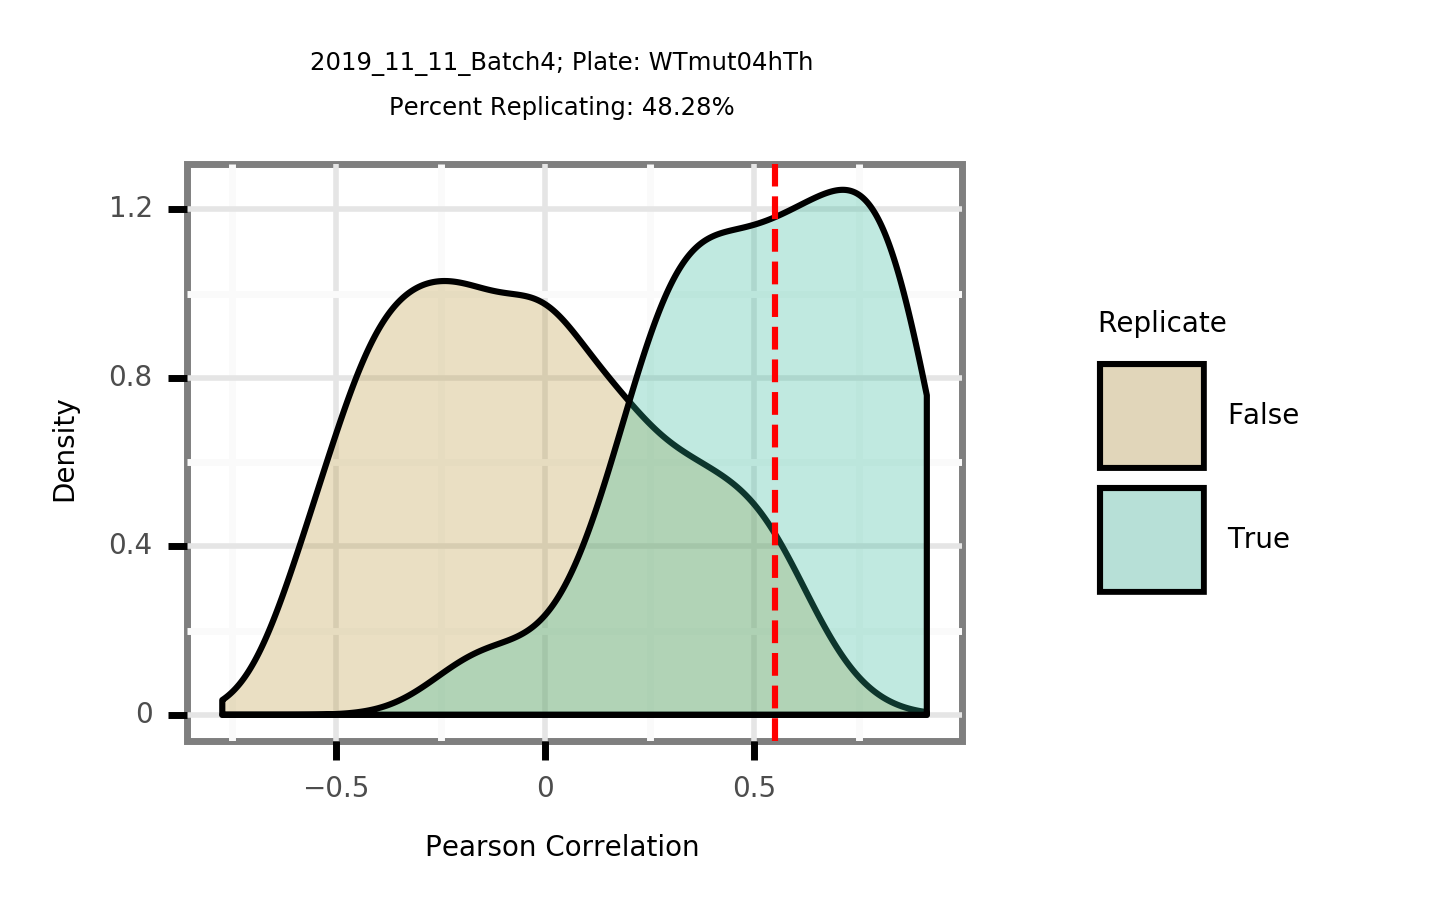 2019_11_11_Batch4; Plate: WTmut04hTh
Percent Replicating: 48.28%
Density
1.2
0.8
0.4
0
−0.5
0
0.5
Pearson Correlation
Replicate
False
True